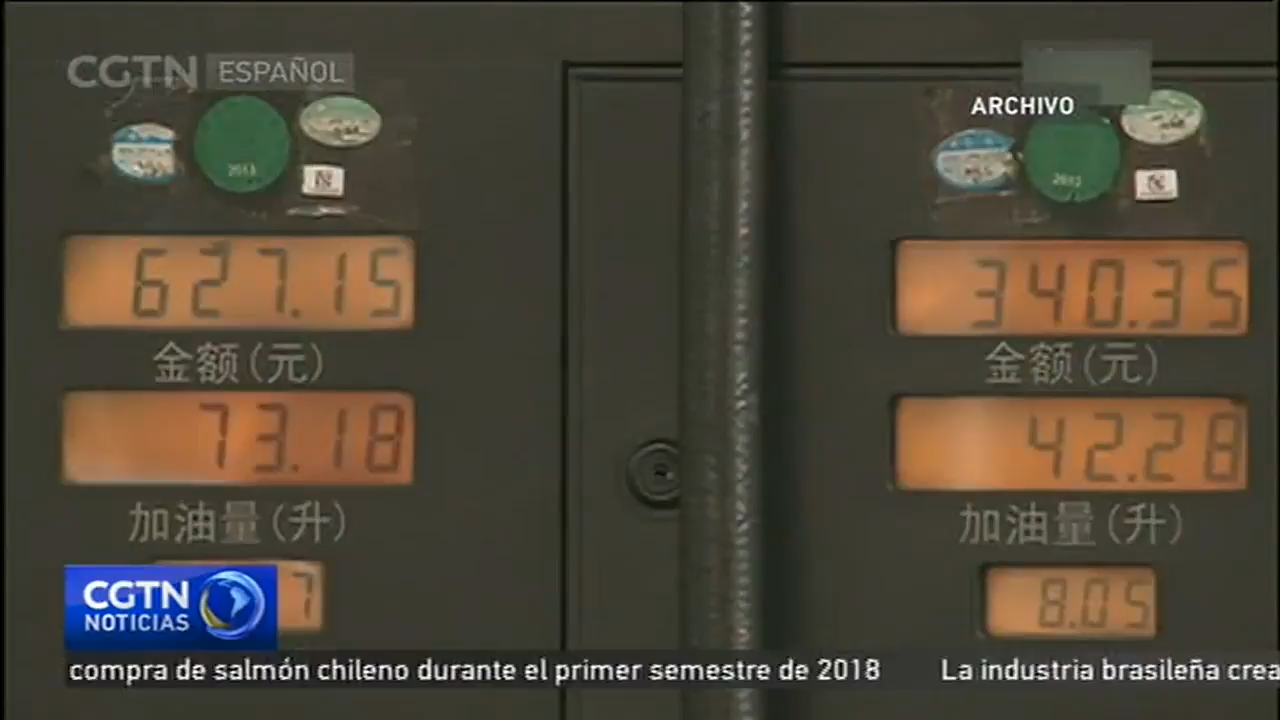 CGTN ESPAÑOL
ARCHIVO
2013
627.15
340.35
金额(元)
金额(元)
73.18
42.28
加油量(升)
加油量(升)
7
8.05
CGTN
NOTICIAS
compra de salmón chileno durante el primer semestre de 2018 La industria brasileña crea